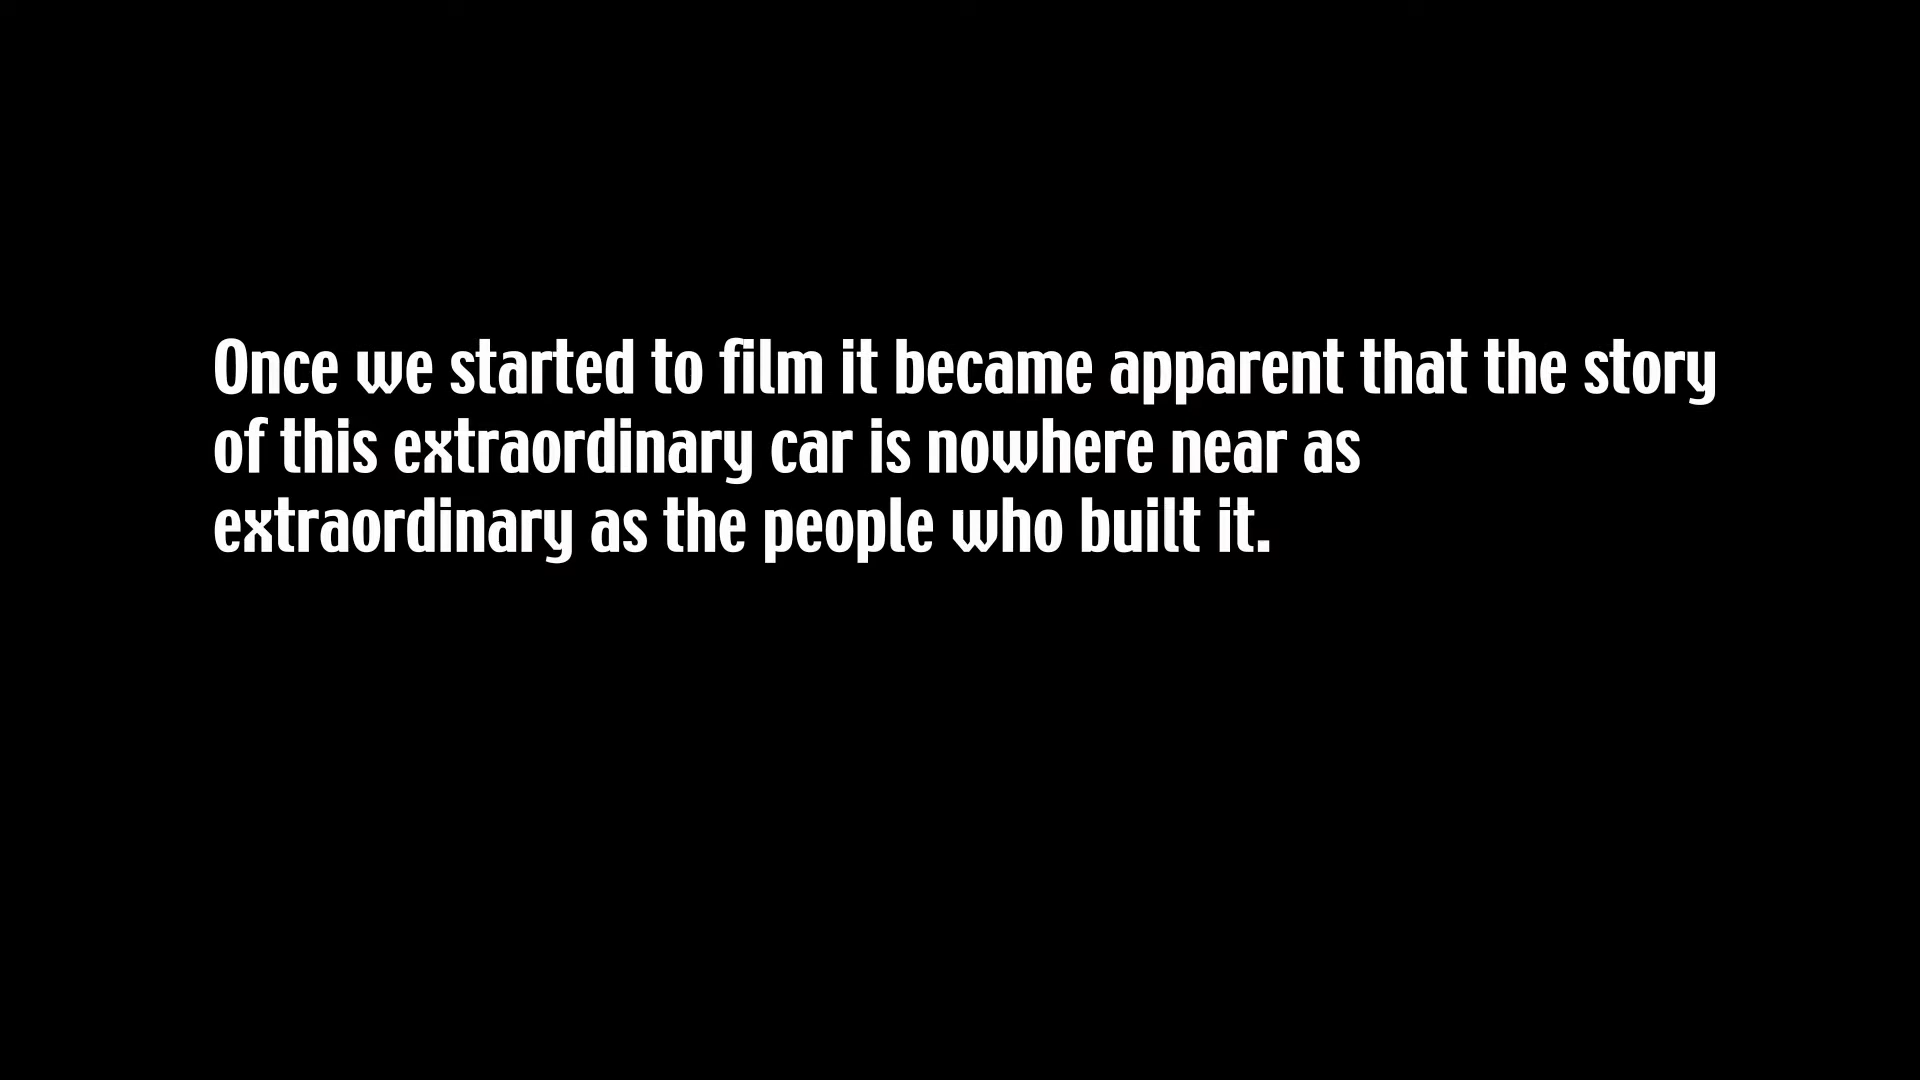 Once we started to film it became apparent that the story
of this extraordinary car is nowhere near as
extraordinary as the people who built it.